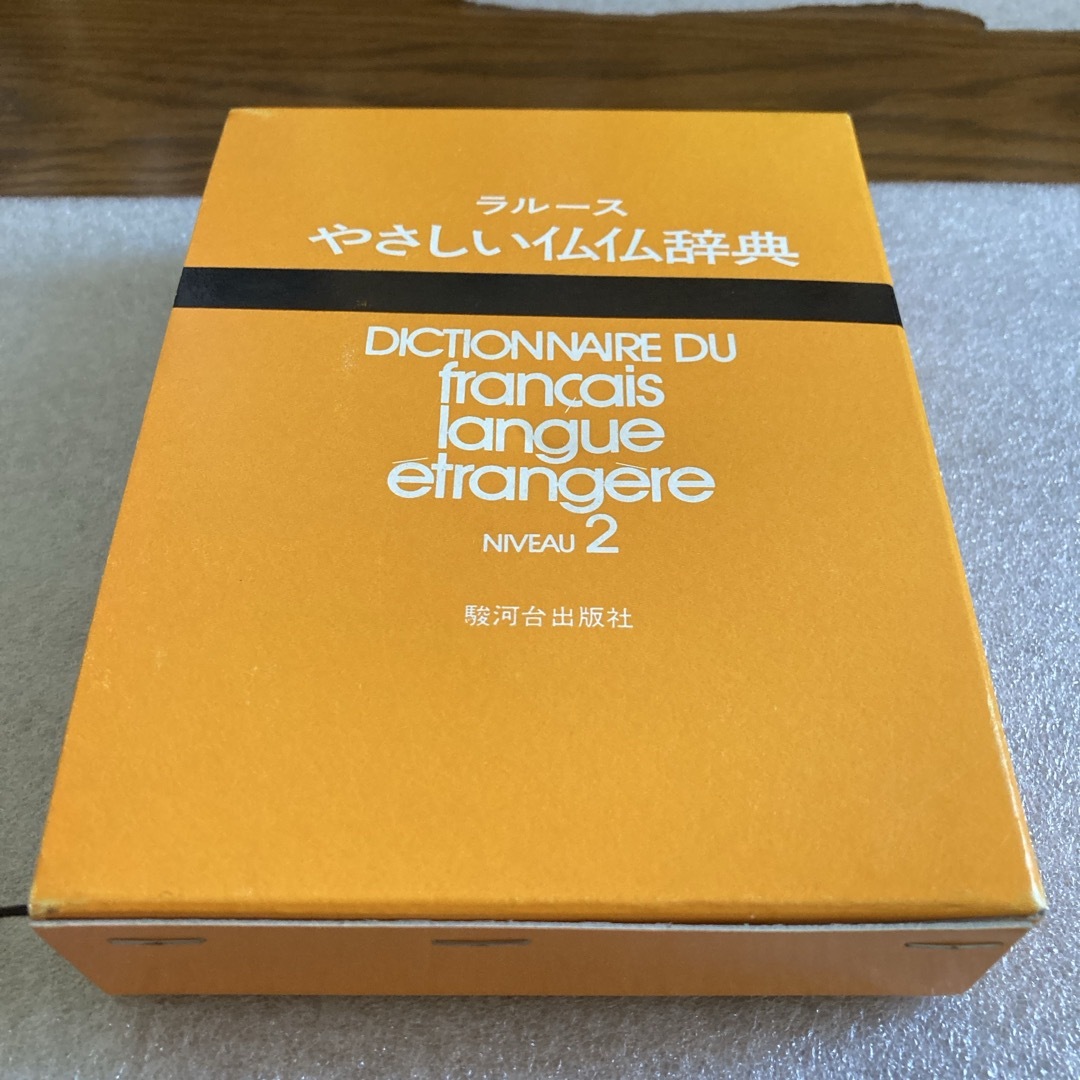 ラルース
やさしい仏仏辞典
DICTIONNAIRE DU
français
langue
étrangère
NIVEAU 2
駿河台出版社